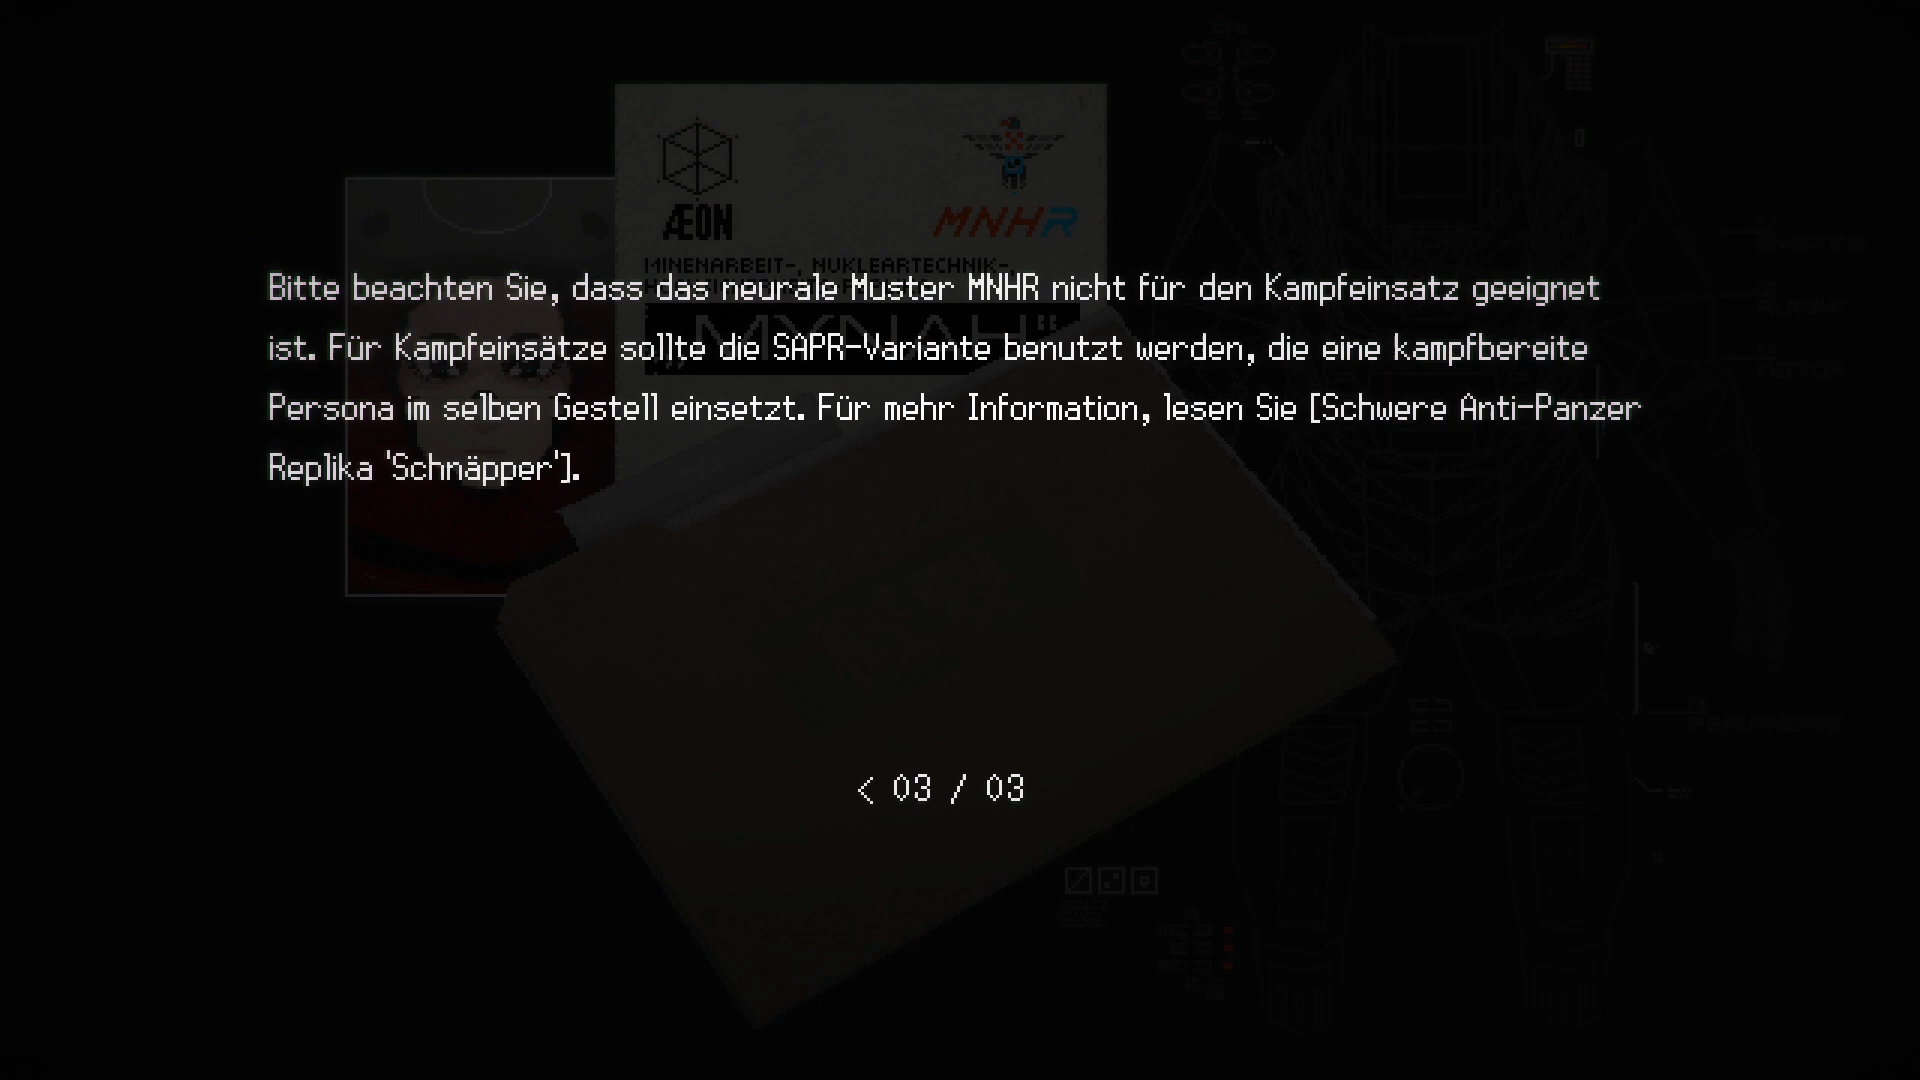 ÆON
MNHR
MINENARBEIT-, NUKLEARTECHNIK-,
MYNAH"
Bitte beachten Sie, dass das neurale Muster MNHR nicht für den Kampfeinsatz geeignet
ist. Für Kampfeinsätze sollte die SAPR-Variante benutzt werden, die eine kampfbereite
Persona im selben Gestell einsetzt. Für mehr Information, lesen Sie [Schwere Anti-Panzer
Replika 'Schnäpper'].
< 03 / 03
PERIPHERIE